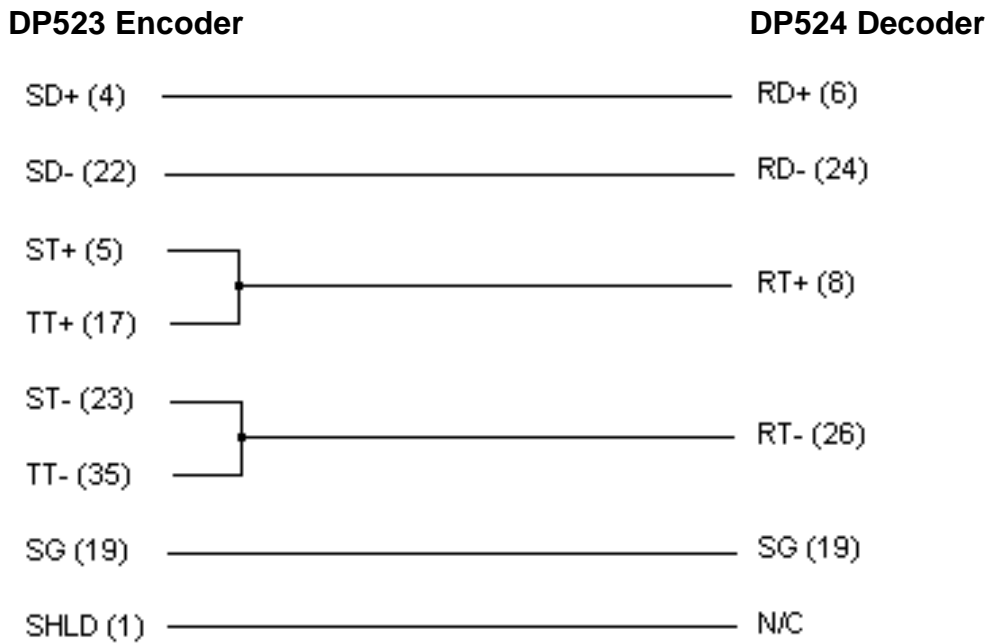 DP523 Encoder DP524 Decoder
SD+ (4) RD+ (6)
SD- (22) RD- (24)
ST+ (5)
RT+ (8)
TT+ (17)
ST- (23)
RT- (26)
TT- (35)
SG (19) SG (19)
SHLD (1) N/C